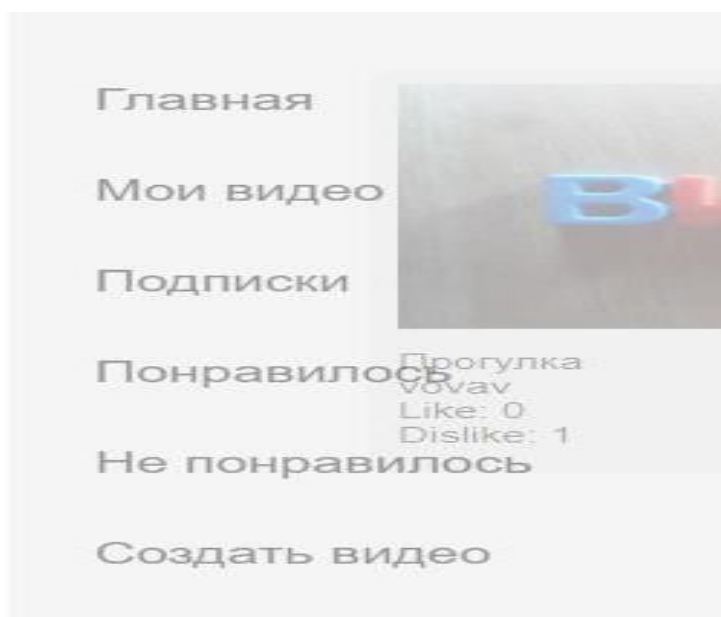 Главная
Мои видео
Подписки
Понравилось
Не понравилось
Создать видео
В
Прогулка
vovav
Like: 0
Dislike: 1